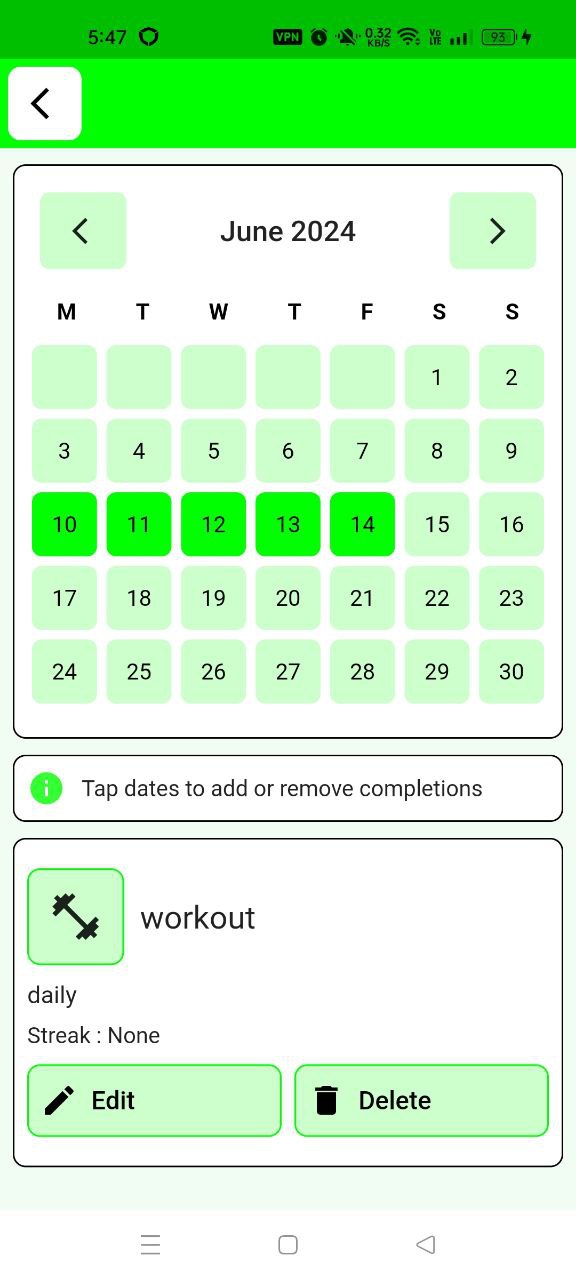 5:47 VPN 0.32 KB/S Vo LTE 93
June 2024
M T W T F S S
1 2
3 4 5 6 7 8 9
10 11 12 13 14 15 16
17 18 19 20 21 22 23
24 25 26 27 28 29 30
Tap dates to add or remove completions
workout
daily
Streak : None
Edit Delete